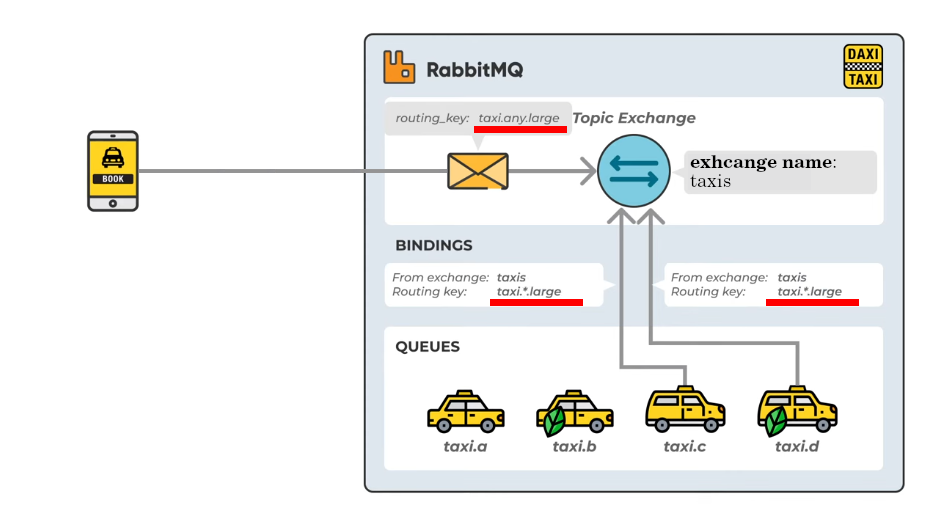 RabbitMQ
DAXI
TAXI
routing_key: taxi.any.large
Topic Exchange
BOOK
exhcange name:
taxis
BINDINGS
From exchange: taxis
Routing key: taxi.*.large
From exchange: taxis
Routing key: taxi.*.large
QUEUES
taxi.a
taxi.b
taxi.c
taxi.d